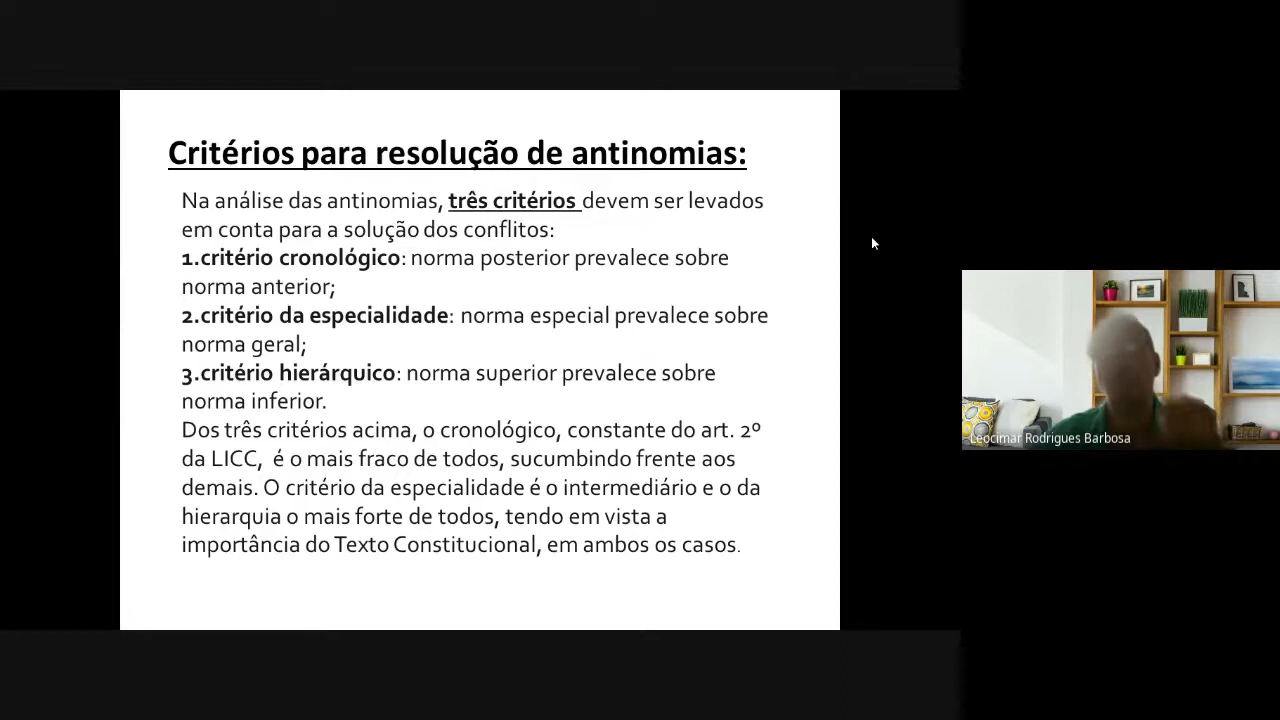 Critérios para resolução de antinomias:
Na análise das antinomias, três critérios devem ser levados
em conta para a solução dos conflitos:
1.critério cronológico: norma posterior prevalece sobre
norma anterior;
2.critério da especialidade: norma especial prevalece sobre
norma geral;
3.critério hierárquico: norma superior prevalece sobre
norma inferior.
Dos três critérios acima, o cronológico, constante do art. 2º
da LICC, é o mais fraco de todos, sucumbindo frente aos
demais. O critério da especialidade é o intermediário e o da
hierarquia o mais forte de todos, tendo em vista a
importância do Texto Constitucional, em ambos os casos.
Leocimar Rodrigues Barbosa